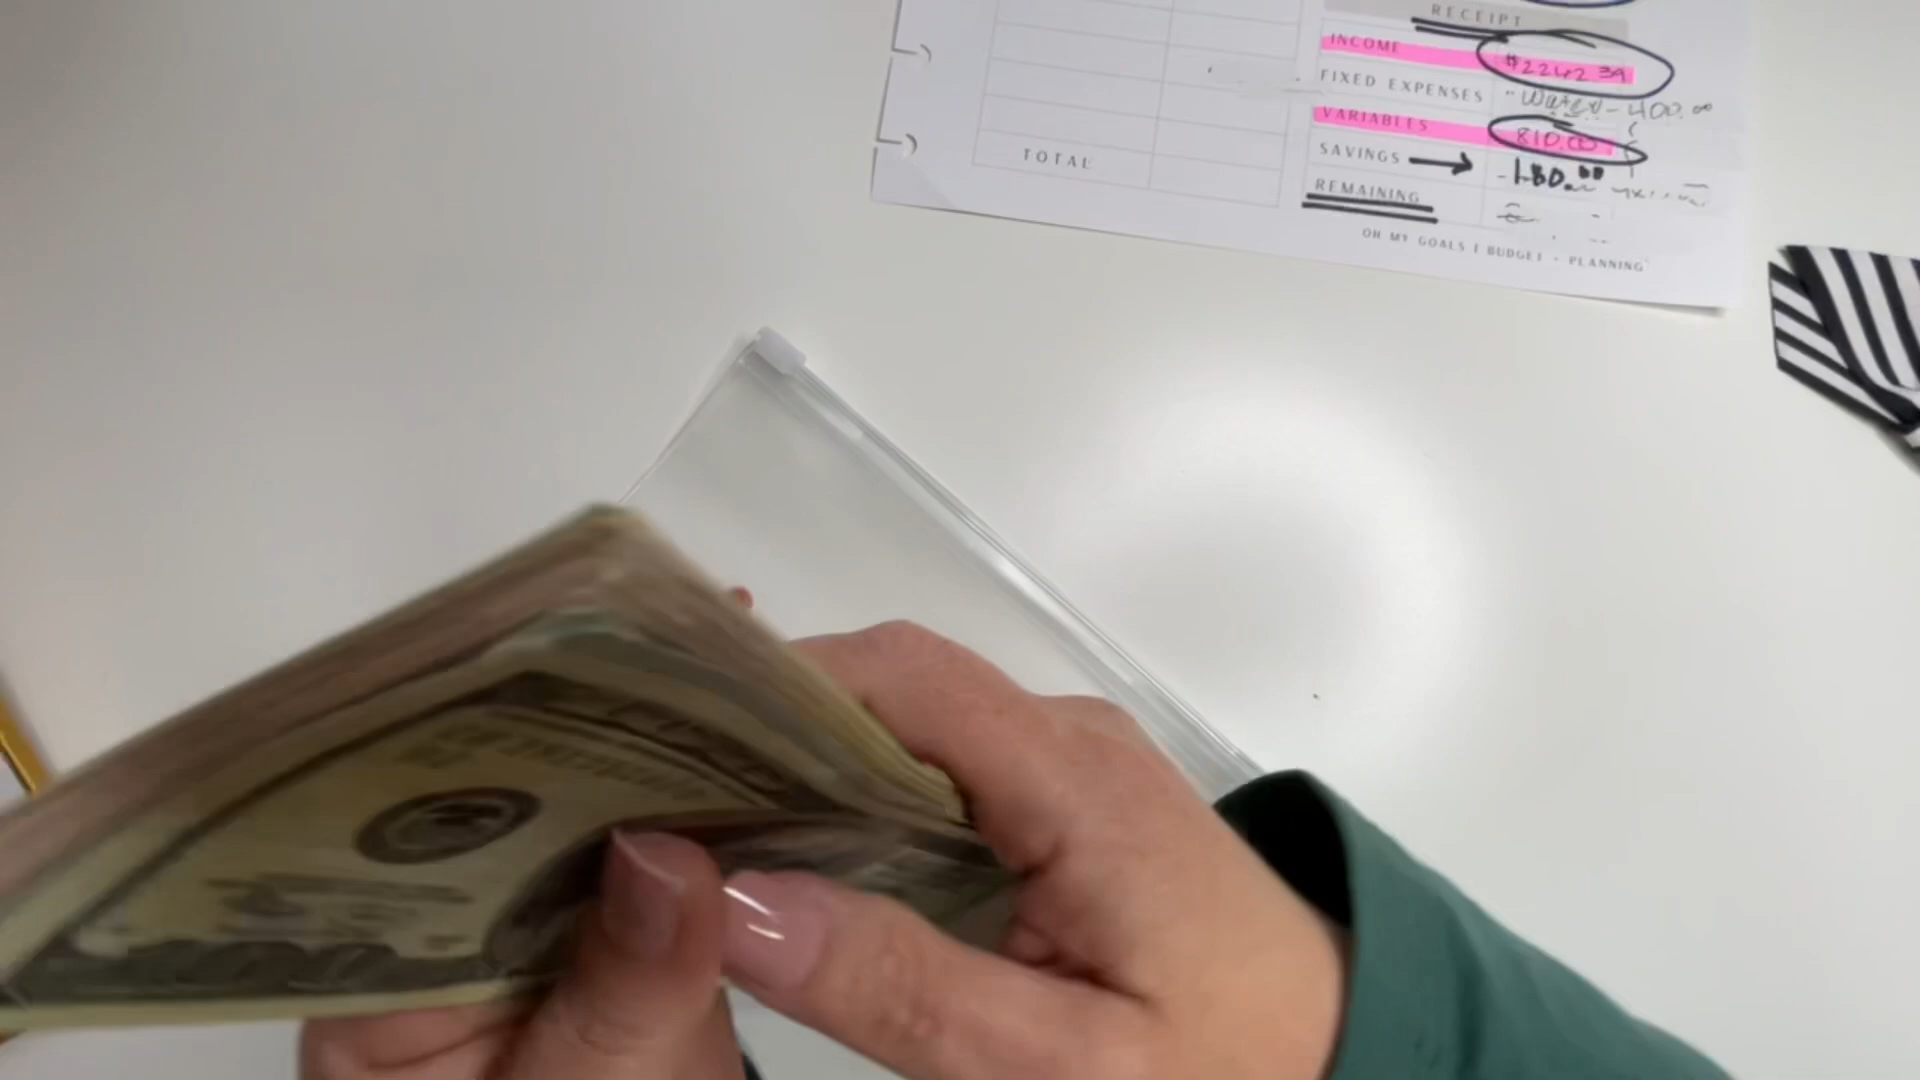 RECEIPT
INCOME $2242.39
FIXED EXPENSES "Water - 400.00
VARIABLES 810.00
SAVINGS -180.00
REMAINING
TOTAL
OH MY GOALS | BUDGET - PLANNING